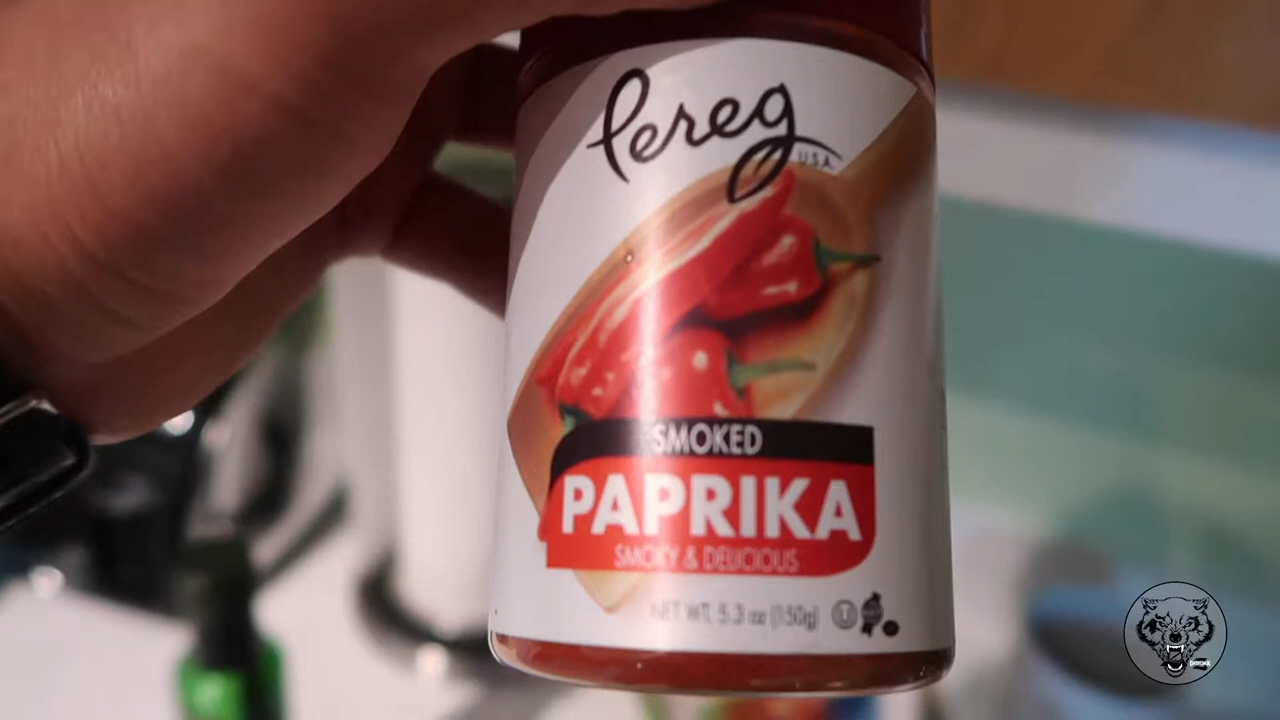 Pereg
U.S.A.
SMOKED
PAPRIKA
SMOKY & DELICIOUS
NET WT. 5.3 oz (150g)